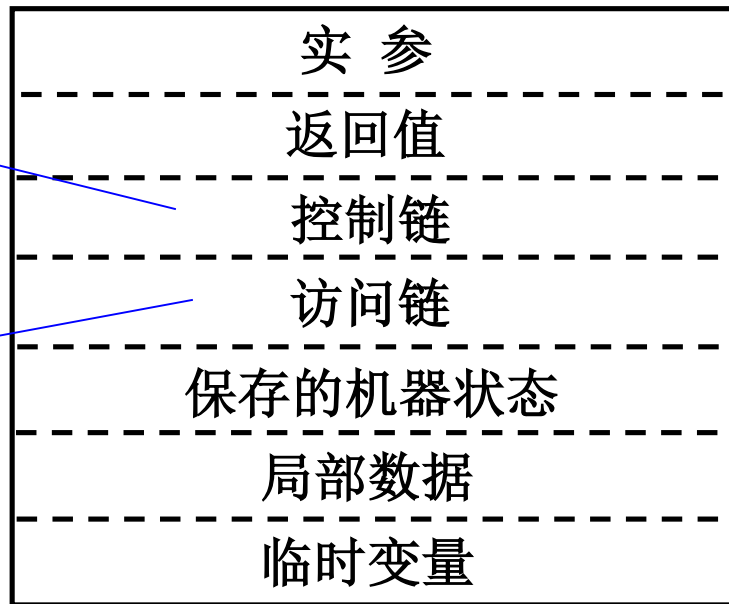 实 参
返回值
控制链
访问链
保存的机器状态
局部数据
临时变量